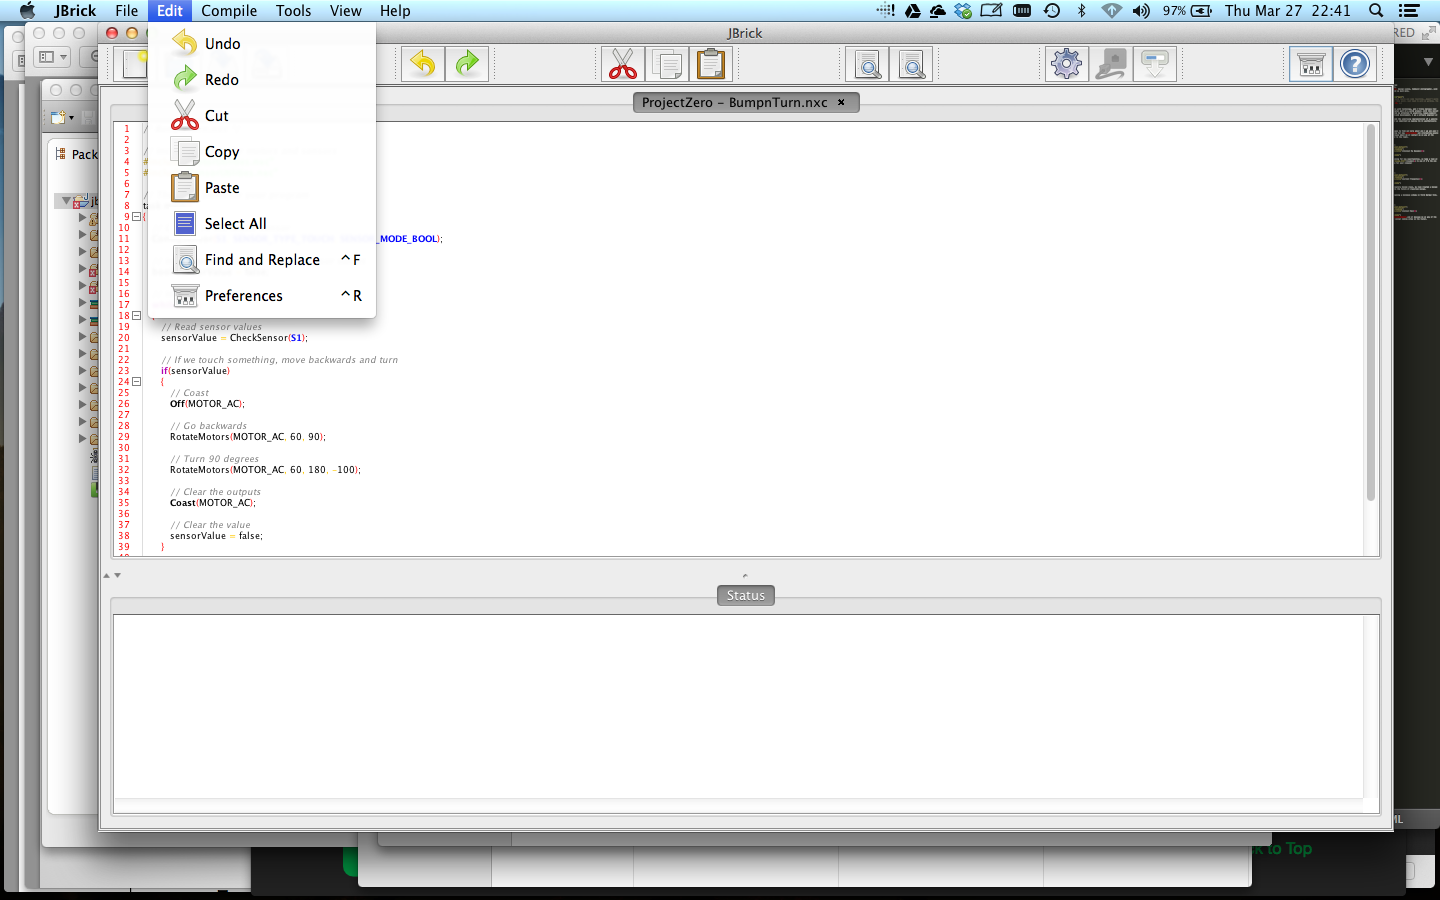 JBrick File Edit Compile Tools View Help 97% Thu Mar 27 22:41
JBrick
Undo
Redo
Cut
Copy
Paste
Select All
Find and Replace ^F
Preferences ^R
Pack
ProjectZero – BumpnTurn.nxc ×
1 /
2
3 /
4 #
5 #
6
7 /
8 ta
9 {
10
11 _MODE_BOOL);
12
13
14
15
16
17
18
19 // Read sensor values
20 sensorValue = CheckSensor(S1);
21
22 // If we touch something, move backwards and turn
23 if(sensorValue)
24 {
25 // Coast
26 Off(MOTOR_AC);
27
28 // Go backwards
29 RotateMotors(MOTOR_AC, 60, 90);
30
31 // Turn 90 degrees
32 RotateMotors(MOTOR_AC, 60, 180, -100);
33
34 // Clear the outputs
35 Coast(MOTOR_AC);
36
37 // Clear the value
38 sensorValue = false;
39 }
Status
RED
ML
k to Top